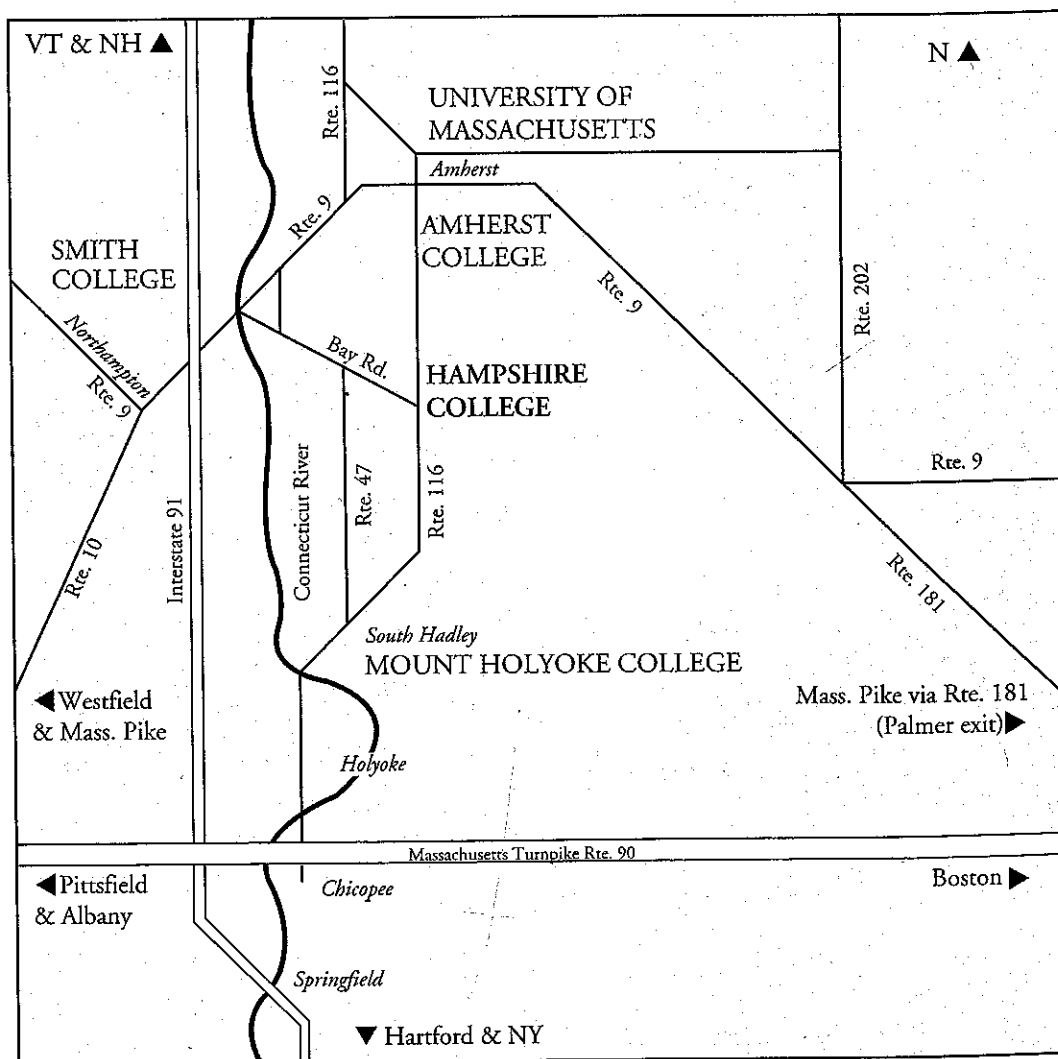 VT & NH ▲
N ▲
Rte. 116
UNIVERSITY OF
MASSACHUSETTS
Amherst
Rte. 9
AMHERST
COLLEGE
SMITH
COLLEGE
Rte. 9
Rte. 202
Northampton
Rte. 9
Bay Rd.
HAMPSHIRE
COLLEGE
Rte. 9
Connecticut River
Rte. 47
Rte. 116
Interstate 91
Rte. 10
Rte. 181
South Hadley
MOUNT HOLYOKE COLLEGE
◀ Westfield
& Mass. Pike
Mass. Pike via Rte. 181
(Palmer exit) ▶
Holyoke
Massachusetts Turnpike Rte. 90
◀ Pittsfield
& Albany
Chicopee
Boston ▶
Springfield
▼ Hartford & NY